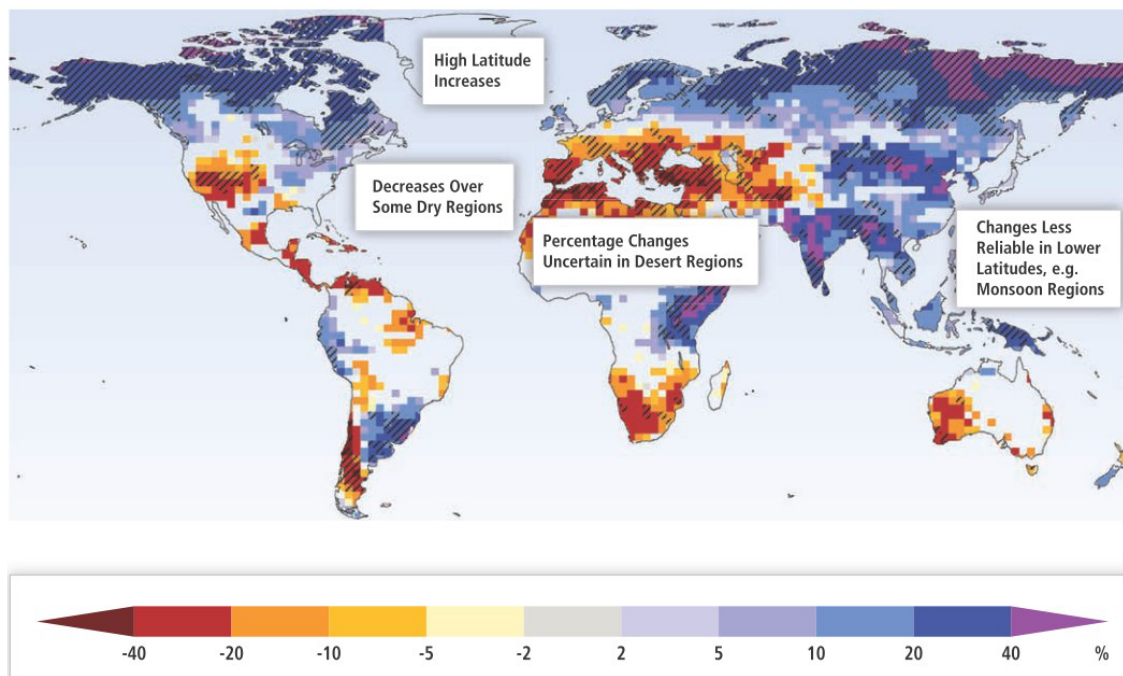 High Latitude
Increases
Decreases Over
Some Dry Regions
Percentage Changes
Uncertain in Desert Regions
Changes Less
Reliable in Lower
Latitudes, e.g.
Monsoon Regions
-40 -20 -10 -5 -2 2 5 10 20 40 %